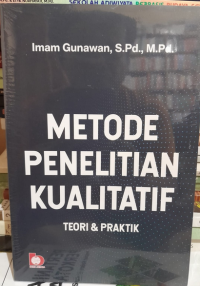 Imam Gunawan, S.Pd., M.Pd.
METODE
PENELITIAN
KUALITATIF
TEORI & PRAKTIK